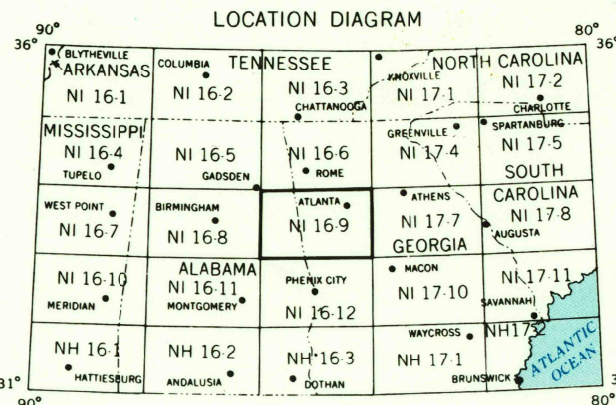 LOCATION DIAGRAM
90° 80°
36° 36°
BLYTHEVILLE COLUMBIA TENNESSEE KNOXVILLE NORTH CAROLINA
ARKANSAS
NI 16-1 NI 16-2 NI 16-3 NI 17-1 NI 17-2
CHATTANOOGA CHARLOTTE
MISSISSIPPI GREENVILLE SPARTANBURG
NI 16-4 NI 16-5 NI 16-6 NI 17-4 NI 17-5
TUPELO GADSDEN ROME SOUTH
WEST POINT BIRMINGHAM ATLANTA ATHENS CAROLINA
NI 16-7 NI 16-8 NI 16-9 NI 17-7 NI 17-8
GEORGIA AUGUSTA
NI 16-10 ALABAMA PHENIX CITY MACON NI 17-11
NI 16-11 NI 17-10
MERIDIAN MONTGOMERY NI 16-12 SAVANNAH
WAYCROSS NH 17-2
NH 16-1 NH 16-2 NH 16-3 NH 17-1 ATLANTIC
OCEAN
31° HATTIESBURG ANDALUSIA DOTHAN BRUNSWICK
90° 80°